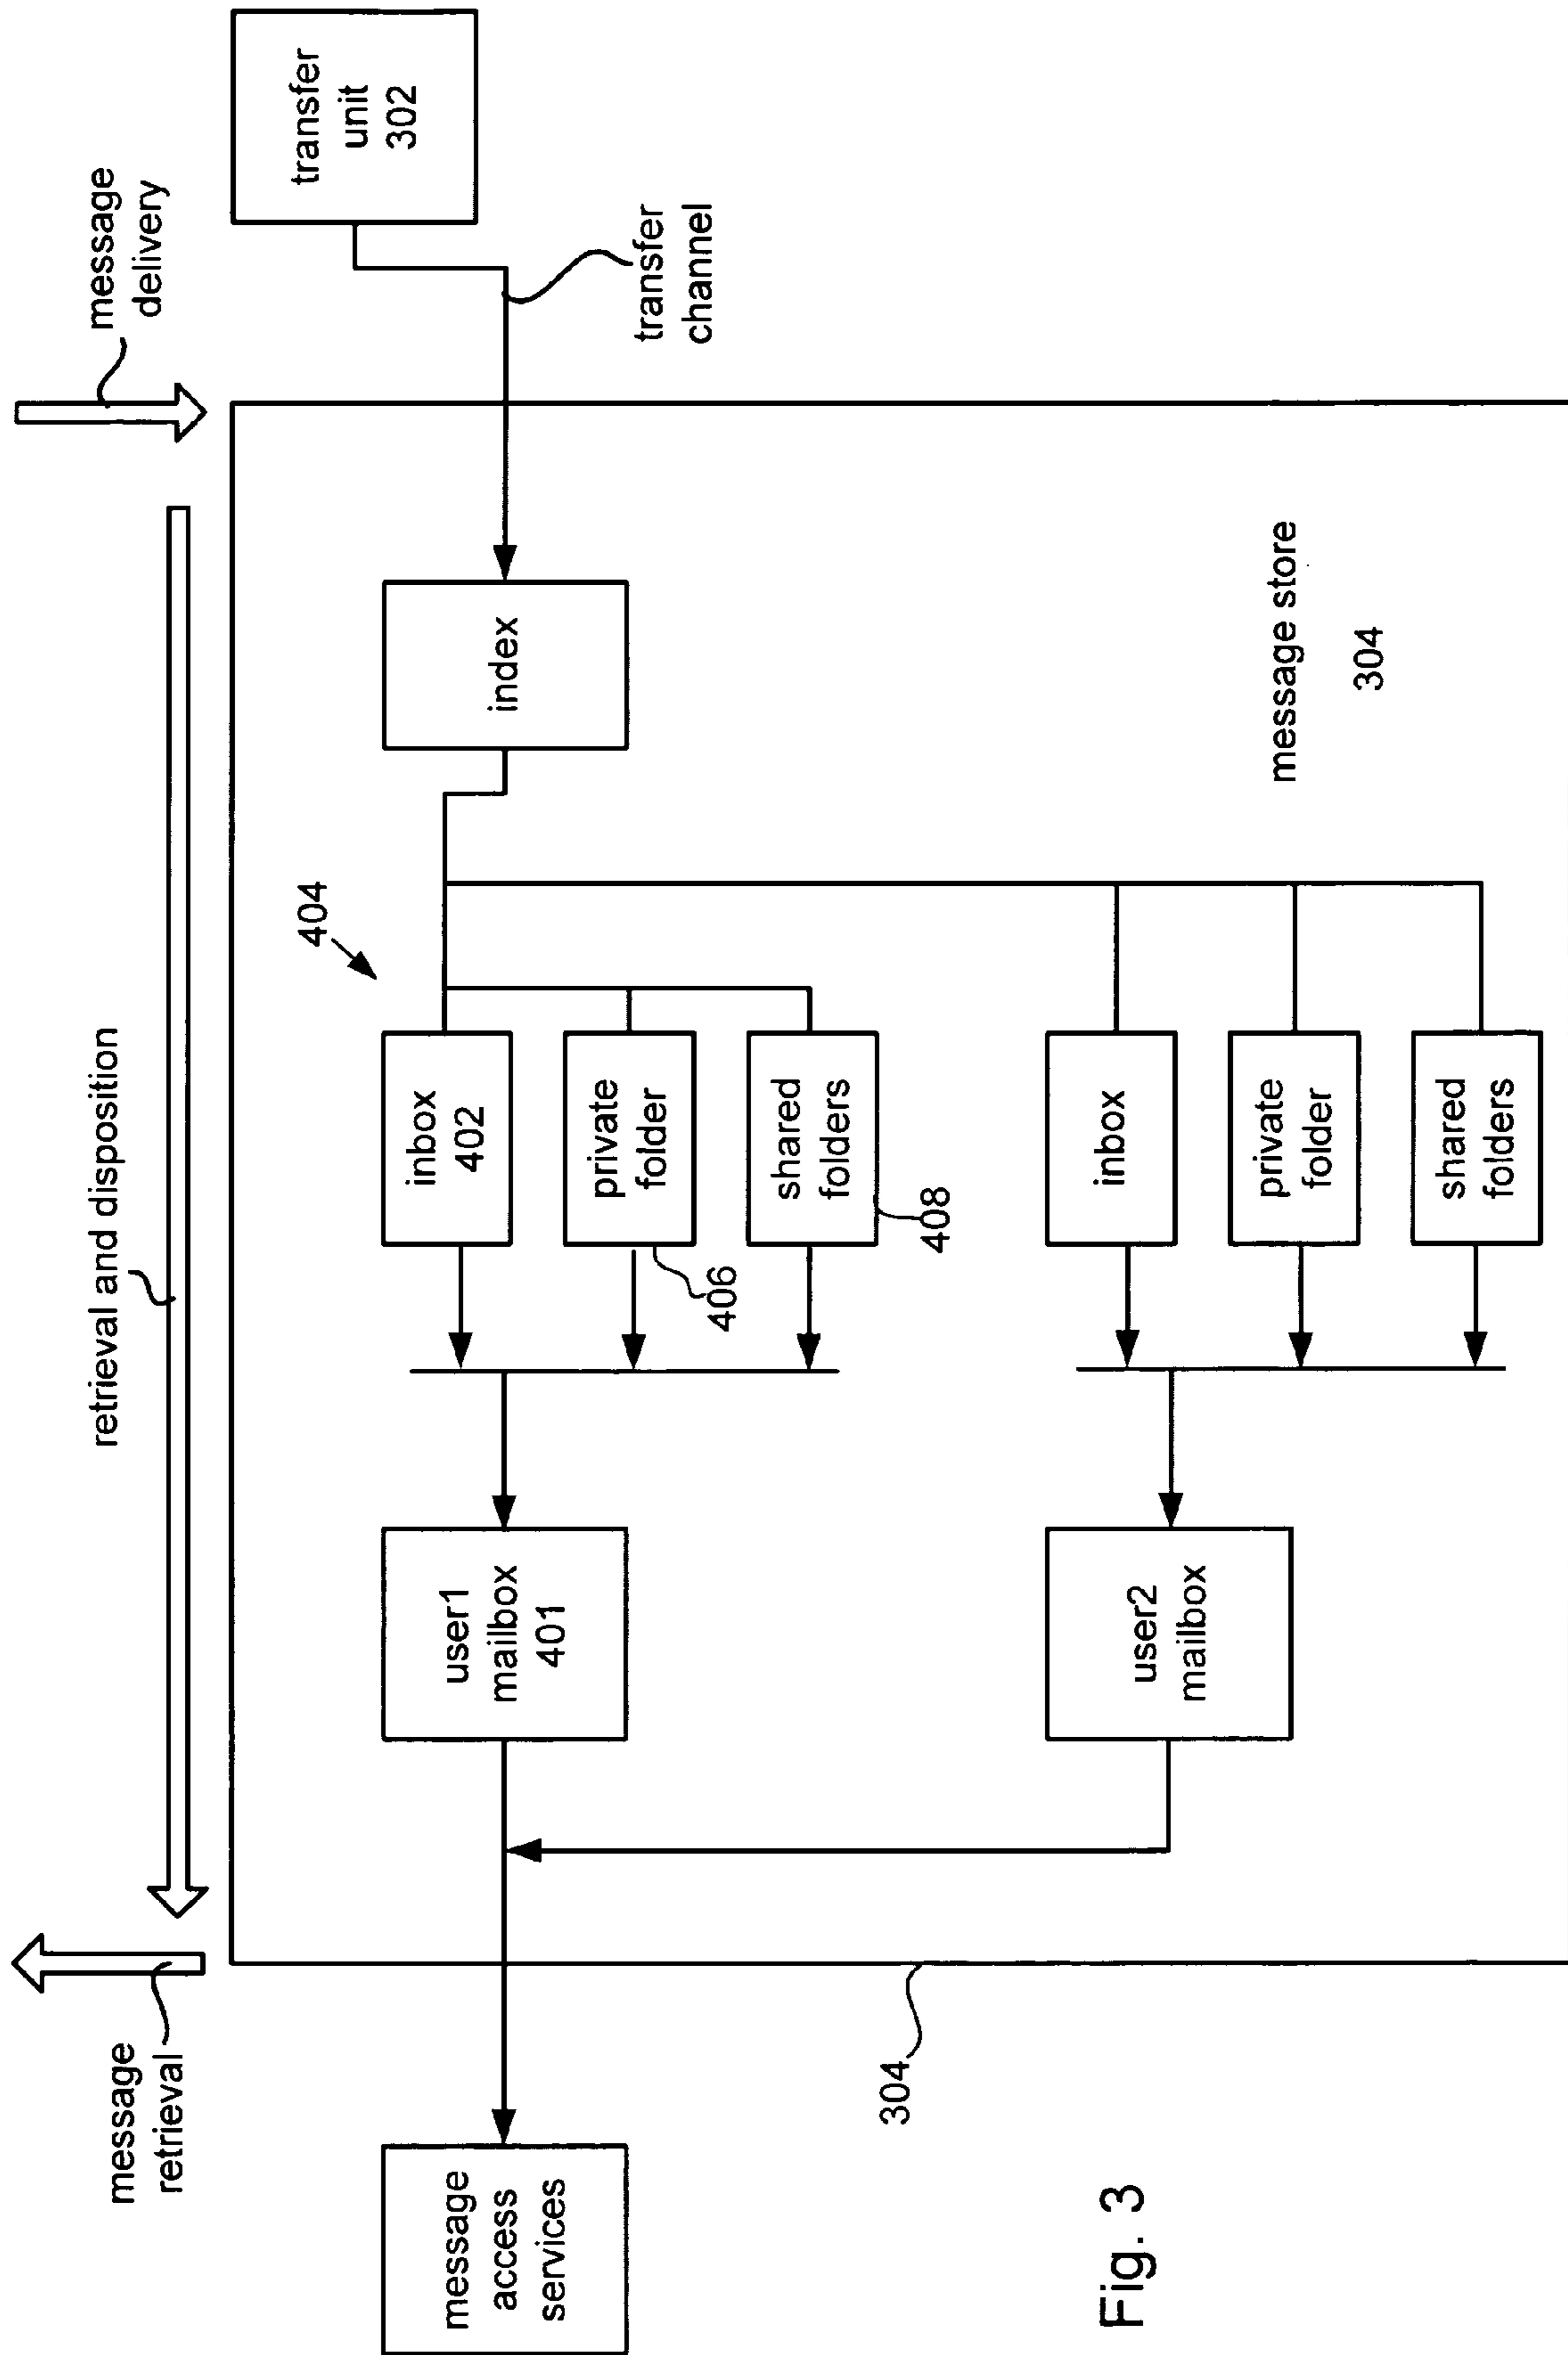 message
retrieval
retrieval and disposition
message
delivery
message
access
services
user1
mailbox
401
inbox
402
404
private
folder
406
shared
folders
408
index
transfer
unit
302
transfer
channel
user2
mailbox
inbox
private
folder
shared
folders
message store
304
304
Fig. 3